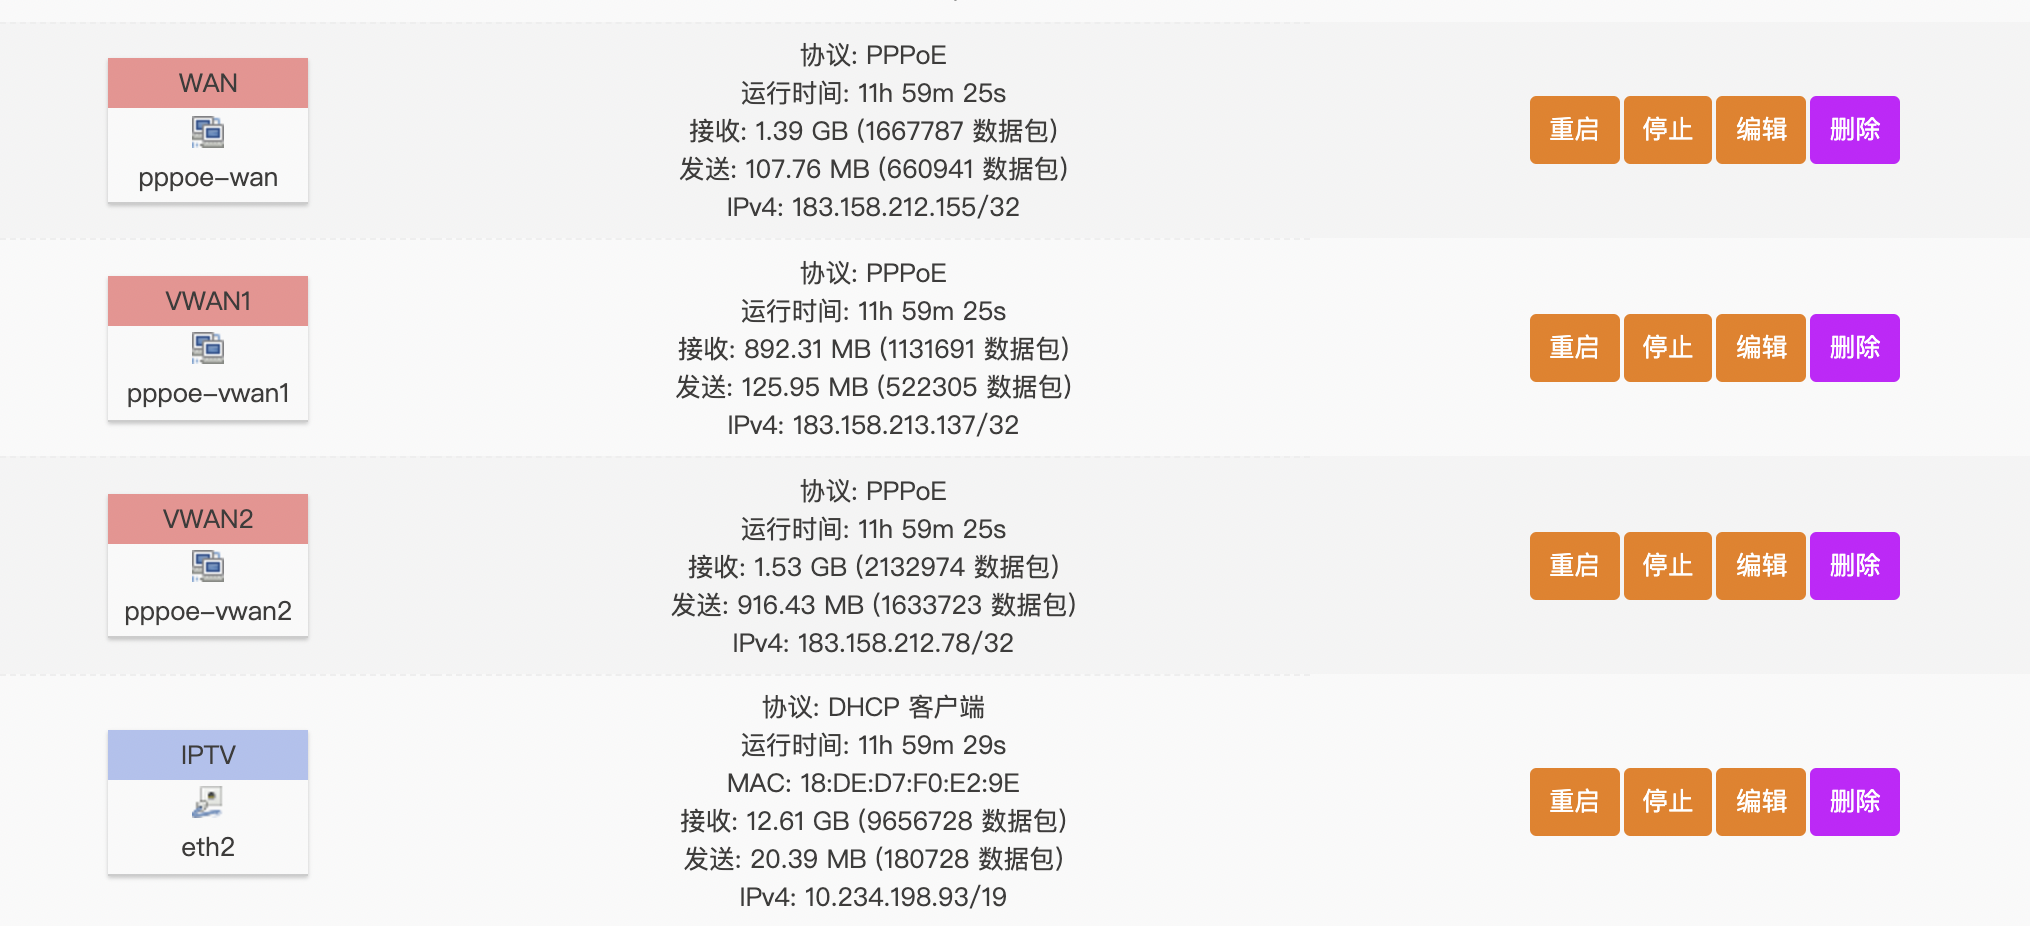 WAN
pppoe-wan
协议: PPPoE
运行时间: 11h 59m 25s
接收: 1.39 GB (1667787 数据包)
发送: 107.76 MB (660941 数据包)
IPv4: 183.158.212.155/32
重启 停止 编辑 删除
VWAN1
pppoe-vwan1
协议: PPPoE
运行时间: 11h 59m 25s
接收: 892.31 MB (1131691 数据包)
发送: 125.95 MB (522305 数据包)
IPv4: 183.158.213.137/32
重启 停止 编辑 删除
VWAN2
pppoe-vwan2
协议: PPPoE
运行时间: 11h 59m 25s
接收: 1.53 GB (2132974 数据包)
发送: 916.43 MB (1633723 数据包)
IPv4: 183.158.212.78/32
重启 停止 编辑 删除
IPTV
eth2
协议: DHCP 客户端
运行时间: 11h 59m 29s
MAC: 18:DE:D7:F0:E2:9E
接收: 12.61 GB (9656728 数据包)
发送: 20.39 MB (180728 数据包)
IPv4: 10.234.198.93/19
重启 停止 编辑 删除